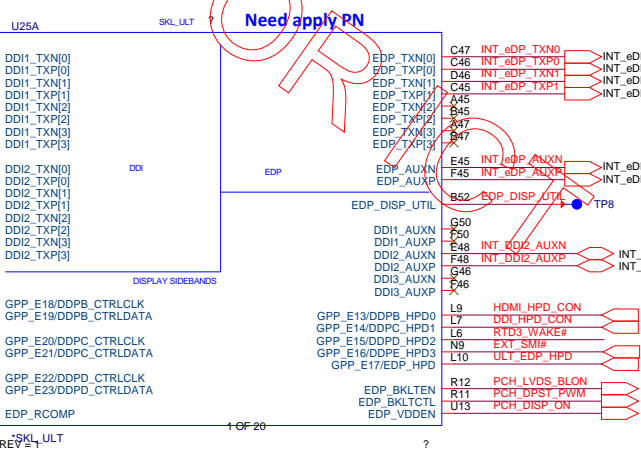 U25A
SKL_ULT
?
Need apply PN
DDI1_TXN[0]
DDI1_TXP[0]
DDI1_TXN[1]
DDI1_TXP[1]
DDI1_TXN[2]
DDI1_TXP[2]
DDI1_TXN[3]
DDI1_TXP[3]
DDI2_TXN[0]
DDI2_TXP[0]
DDI2_TXN[1]
DDI2_TXP[1]
DDI2_TXN[2]
DDI2_TXP[2]
DDI2_TXN[3]
DDI2_TXP[3]
DDI
EDP
DISPLAY SIDEBANDS
EDP_TXN[0] C47 INT_eDP_TXN0
EDP_TXP[0] C46 INT_eDP_TXP0
EDP_TXN[1] D46 INT_eDP_TXN1
EDP_TXP[1] C45 INT_eDP_TXP1
EDP_TXN[2] A45
EDP_TXP[2] B45
EDP_TXN[3] A47
EDP_TXP[3] B47
EDP_AUXN E45 INT_eDP_AUXN
EDP_AUXP F45 INT_eDP_AUXP
EDP_DISP_UTIL B52 EDP_DISP_UTIL TP8
DDI1_AUXN G50
DDI1_AUXP F50
DDI2_AUXN E48 INT_DDI2_AUXN INT_
DDI2_AUXP F48 INT_DDI2_AUXP INT_
DDI3_AUXN G46
DDI3_AUXP F46
GPP_E18/DDPB_CTRLCLK
GPP_E19/DDPB_CTRLDATA
GPP_E20/DDPC_CTRLCLK
GPP_E21/DDPC_CTRLDATA
GPP_E22/DDPD_CTRLCLK
GPP_E23/DDPD_CTRLDATA
EDP_RCOMP
GPP_E13/DDPB_HPD0 L9 HDMI_HPD_CON
GPP_E14/DDPC_HPD1 L7 DDI_HPD_CON
GPP_E15/DDPD_HPD2 L6 RTD3_WAKE#
GPP_E16/DDPE_HPD3 N9 EXT_SMI#
GPP_E17/EDP_HPD L10 ULT_EDP_HPD
EDP_BKLTEN R12 PCH_LVDS_BLON
EDP_BKLTCTL R11 PCH_DPST_PWM
EDP_VDDEN U13 PCH_DISP_ON
1 OF 20
*SKL_ULT
REV = 1
?